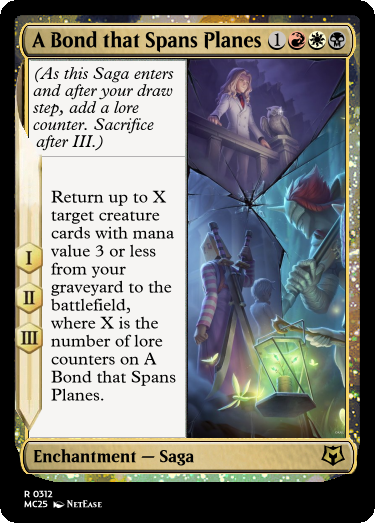 A Bond that Spans Planes 1
(As this Saga enters
and after your draw
step, add a lore
counter. Sacrifice
after III.)
I
II
III
Return up to X
target creature
cards with mana
value 3 or less
from your
graveyard to the
battlefield,
where X is the
number of lore
counters on A
Bond that Spans
Planes.
Enchantment — Saga
R 0312
MC25 NetEase